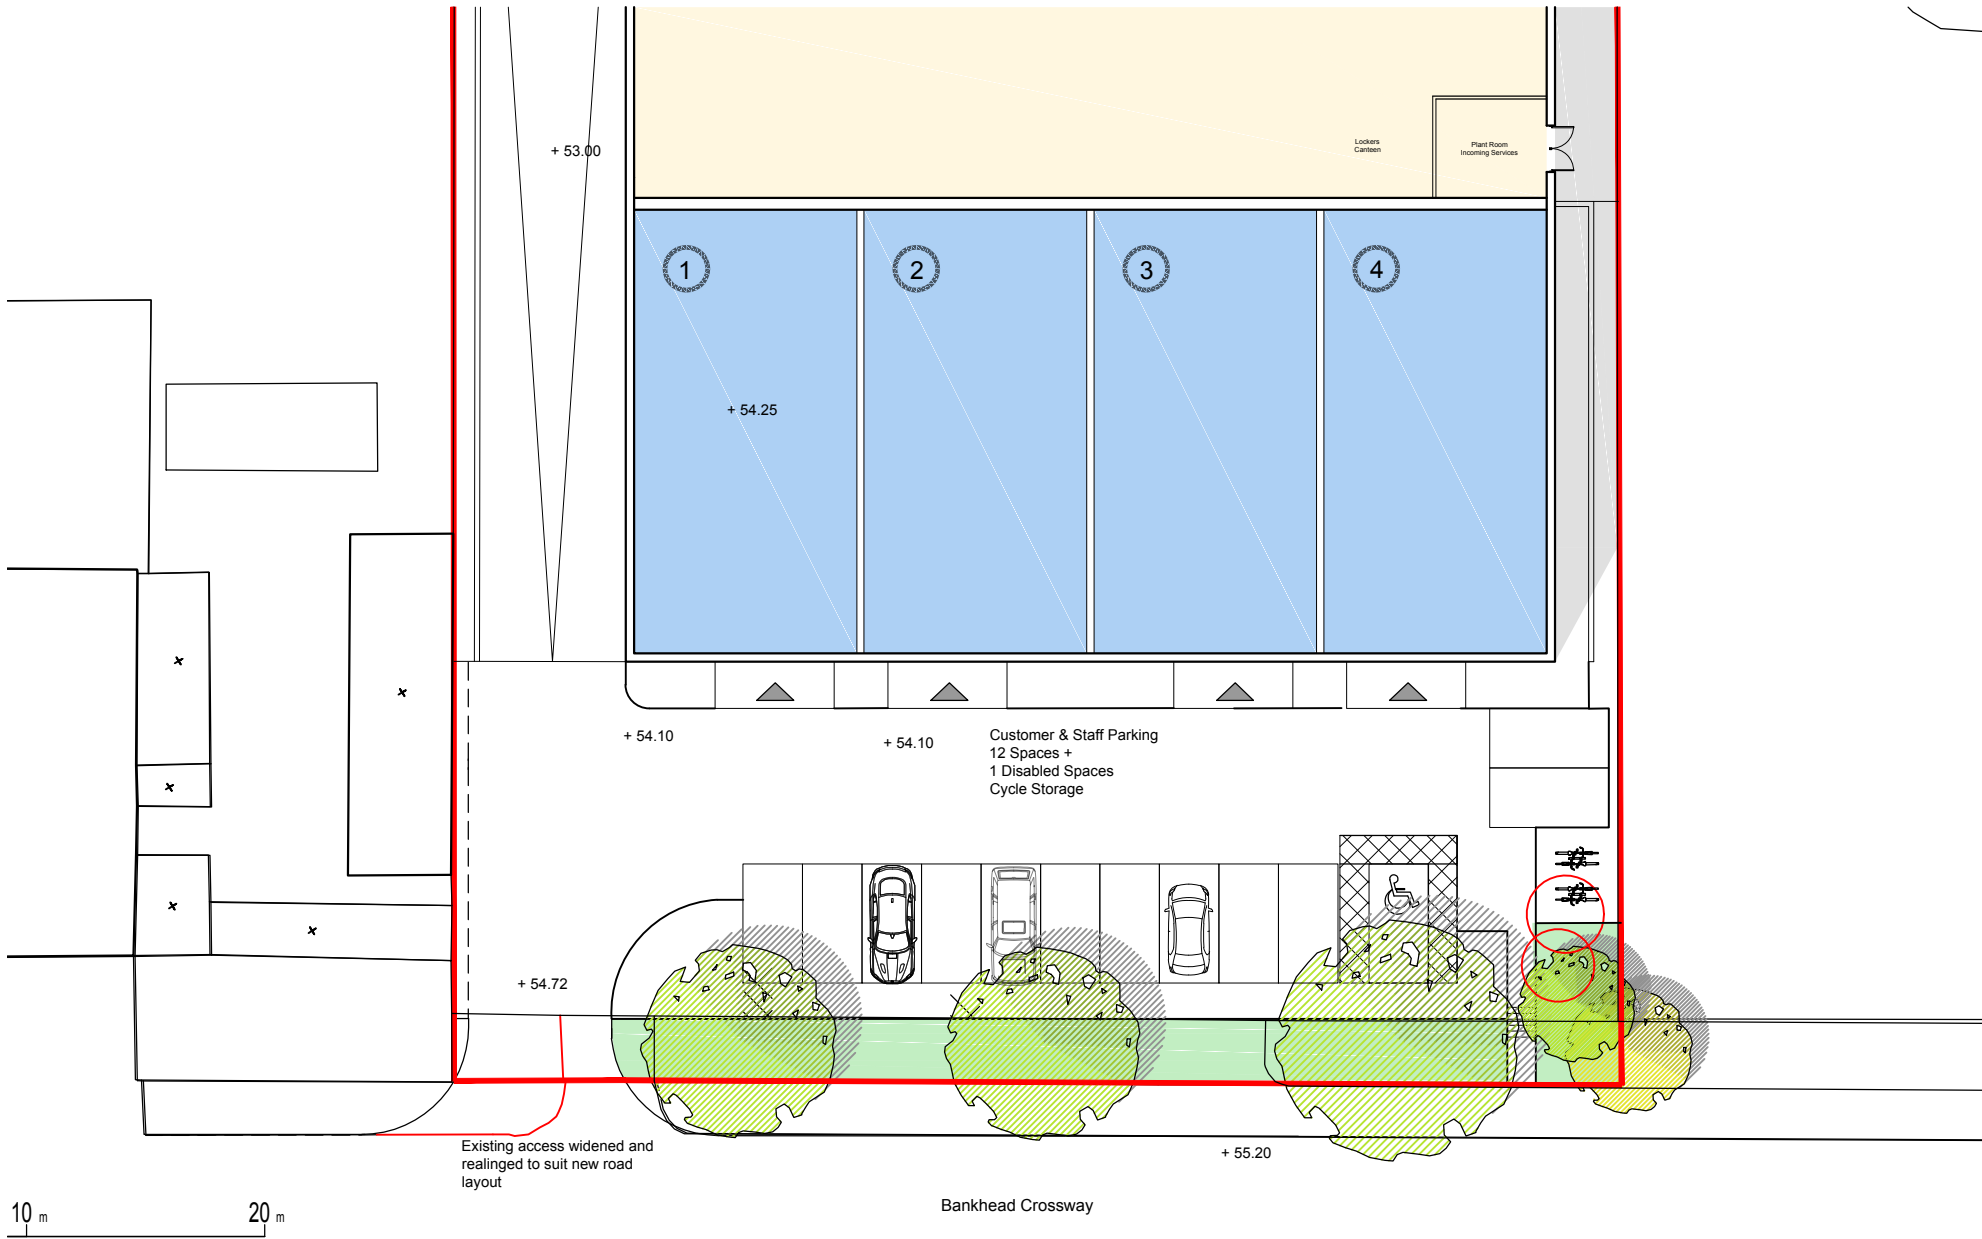 + 53.00
Lockers
Canteen
Plant Room
Incoming Services
1
2
3
4
+ 54.25
+ 54.10
+ 54.10
Customer & Staff Parking
12 Spaces +
1 Disabled Spaces
Cycle Storage
+ 54.72
Existing access widened and
realinged to suit new road
layout
+ 55.20
Bankhead Crossway
10 m
20 m